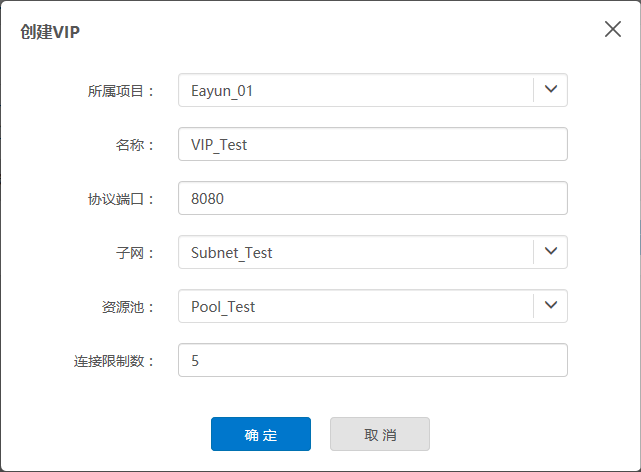 创建VIP
所属项目： Eayun_01
名称： VIP_Test
协议端口： 8080
子网： Subnet_Test
资源池： Pool_Test
连接限制数： 5
确 定 取 消